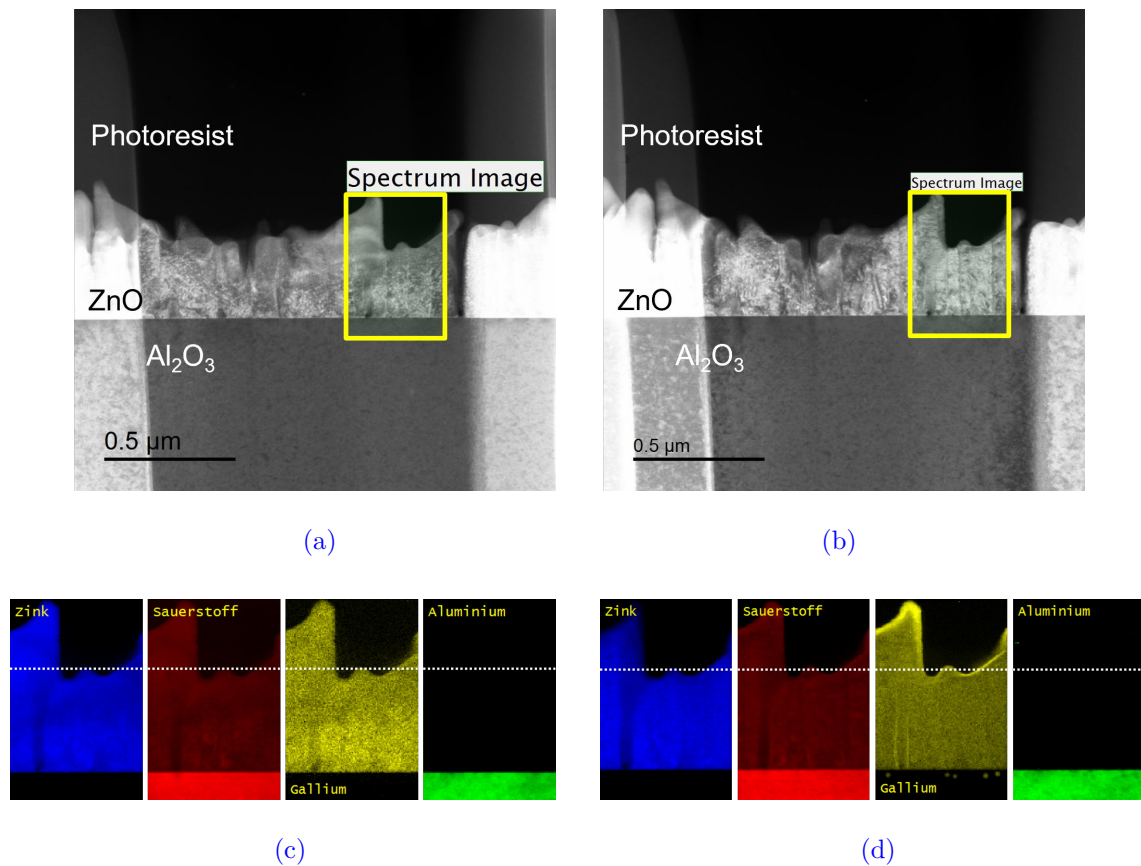 Photoresist
Spectrum Image
ZnO
Al₂O₃
0.5 µm
(a)
Photoresist
Spectrum Image
ZnO
Al₂O₃
0.5 µm
(b)
Zink
Sauerstoff
Aluminium
Gallium
(c)
Zink
Sauerstoff
Aluminium
Gallium
(d)